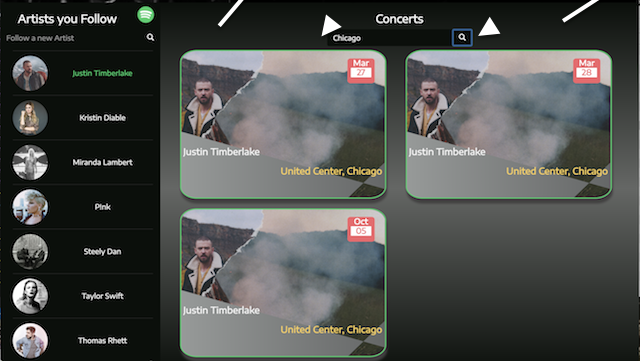 Artists you Follow
Follow a new Artist
Justin Timberlake
Kristin Diable
Miranda Lambert
P!nk
Steely Dan
Taylor Swift
Thomas Rhett
Concerts
Chicago
Mar
27
Justin Timberlake
United Center, Chicago
Mar
28
Justin Timberlake
United Center, Chicago
Oct
05
Justin Timberlake
United Center, Chicago